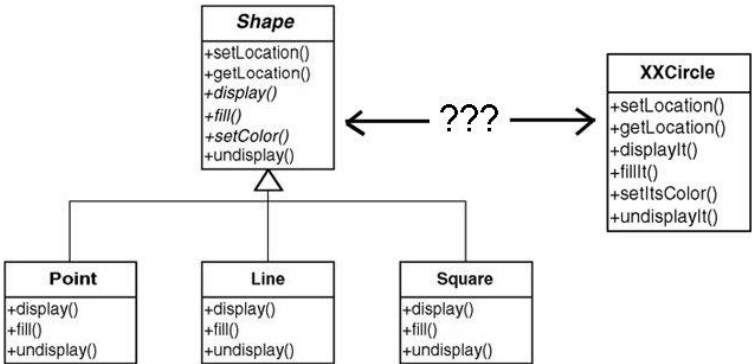 Shape
+setLocation()
+getLocation()
+display()
+fill()
+setColor()
+undisplay()
???
XXCircle
+setLocation()
+getLocation()
+displayIt()
+fillIt()
+setItsColor()
+undisplayIt()
Point
+display()
+fill()
+undisplay()
Line
+display()
+fill()
+undisplay()
Square
+display()
+fill()
+undisplay()